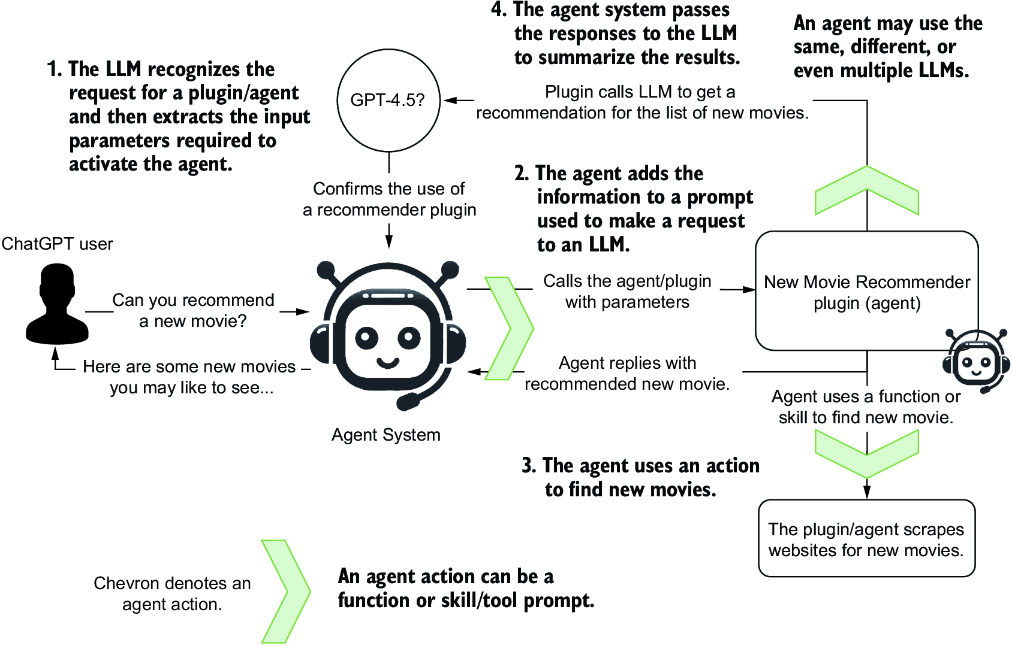 1. The LLM recognizes the
request for a plugin/agent
and then extracts the input
parameters required to
activate the agent.
GPT-4.5?
4. The agent system passes
the responses to the LLM
to summarize the results.
An agent may use the
same, different, or
even multiple LLMs.
Plugin calls LLM to get a
recommendation for the list of new movies.
Confirms the use of
a recommender plugin
2. The agent adds the
information to a prompt
used to make a request
to an LLM.
ChatGPT user
Can you recommend
a new movie?
Here are some new movies
you may like to see...
Agent System
Calls the agent/plugin
with parameters
Agent replies with
recommended new movie.
New Movie Recommender
plugin (agent)
Agent uses a function or
skill to find new movie.
3. The agent uses an action
to find new movies.
The plugin/agent scrapes
websites for new movies.
Chevron denotes an
agent action.
An agent action can be a
function or skill/tool prompt.